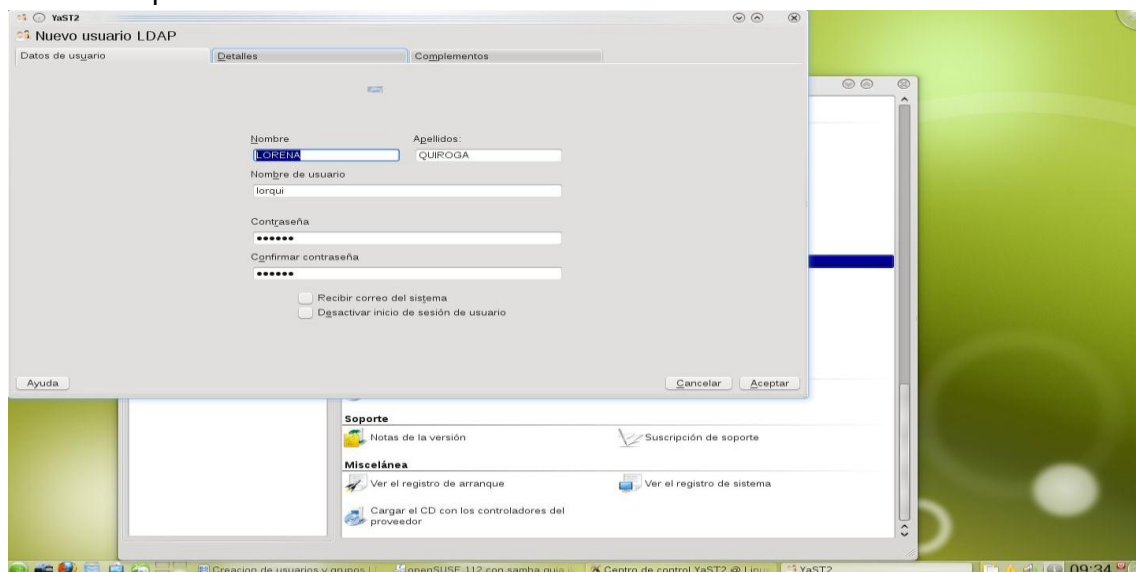 YaST2
Nuevo usuario LDAP
Datos de usuario Detalles Complementos
Nombre Apellidos:
LORENA QUIROGA
Nombre de usuario
lorqui
Contraseña
••••••
Confirmar contraseña
••••••
Recibir correo del sistema
Desactivar inicio de sesión de usuario
Ayuda Cancelar Aceptar
Soporte
Notas de la versión Suscripción de soporte
Miscelánea
Ver el registro de arranque Ver el registro de sistema
Cargar el CD con los controladores del
proveedor
Creacion de usuarios y grupos openSUSE 112 con samba guia Centro de control YaST2 @ Linu YaST2 09:34